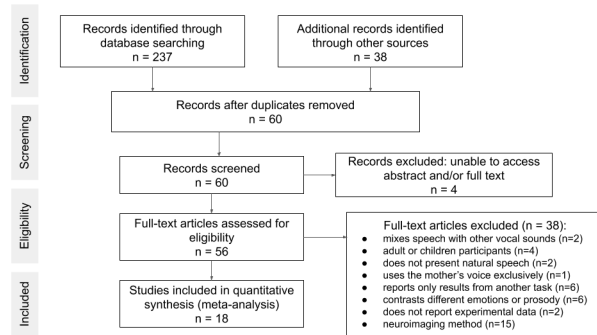 Identification
Records identified through
database searching
n = 237
Additional records identified
through other sources
n = 38
Screening
Records after duplicates removed
n = 60
Records screened
n = 60
Records excluded: unable to access
abstract and/or full text
n = 4
Eligibility
Full-text articles assessed for
eligibility
n = 56
Full-text articles excluded (n = 38):
● mixes speech with other vocal sounds (n=2)
● adult or children participants (n=4)
● does not present natural speech (n=2)
● uses the mother's voice exclusively (n=1)
● reports only results from another task (n=6)
● contrasts different emotions or prosody (n=6)
● does not report experimental data (n=2)
● neuroimaging method (n=15)
Included
Studies included in quantitative
synthesis (meta-analysis)
n = 18